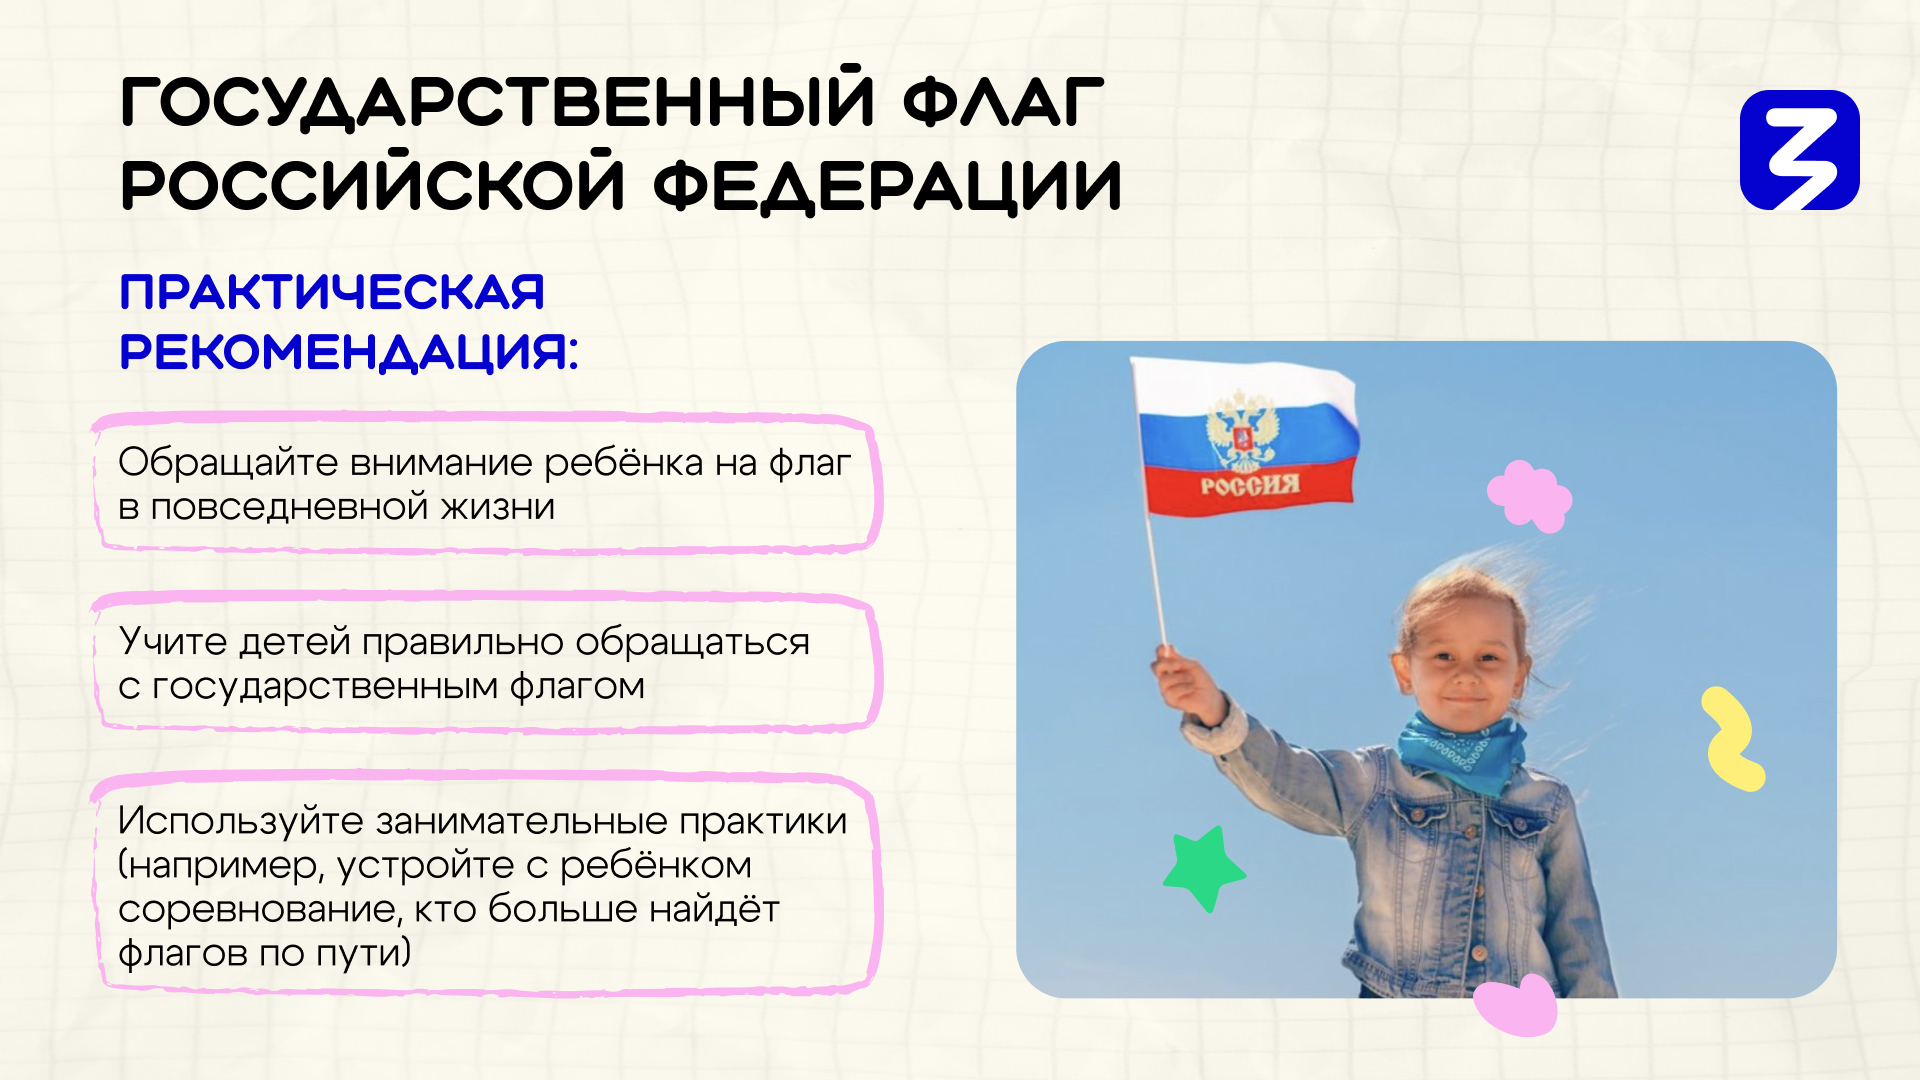 ГОСУДАРСТВЕННЫЙ ФЛАГ
РОССИЙСКОЙ ФЕДЕРАЦИИ
ПРАКТИЧЕСКАЯ
РЕКОМЕНДАЦИЯ:
Обращайте внимание ребёнка на флаг
в повседневной жизни
Учите детей правильно обращаться
с государственным флагом
Используйте занимательные практики
(например, устройте с ребёнком
соревнование, кто больше найдёт
флагов по пути)
РОССИЯ